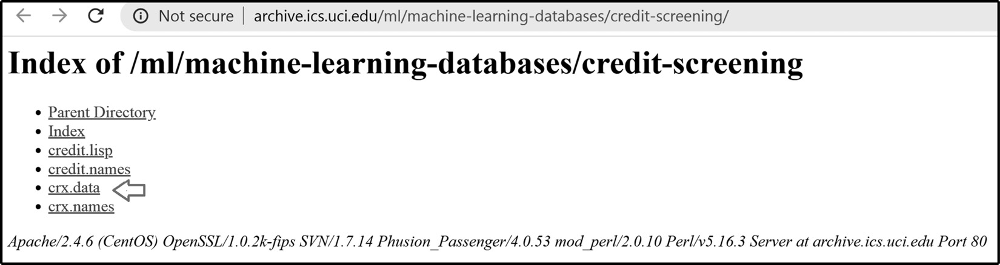 Not secure | archive.ics.uci.edu/ml/machine-learning-databases/credit-screening/
Index of /ml/machine-learning-databases/credit-screening
Parent Directory
Index
credit.lisp
credit.names
crx.data
crx.names
Apache/2.4.6 (CentOS) OpenSSL/1.0.2k-fips SVN/1.7.14 Phusion_Passenger/4.0.53 mod_perl/2.0.10 Perl/v5.16.3 Server at archive.ics.uci.edu Port 80